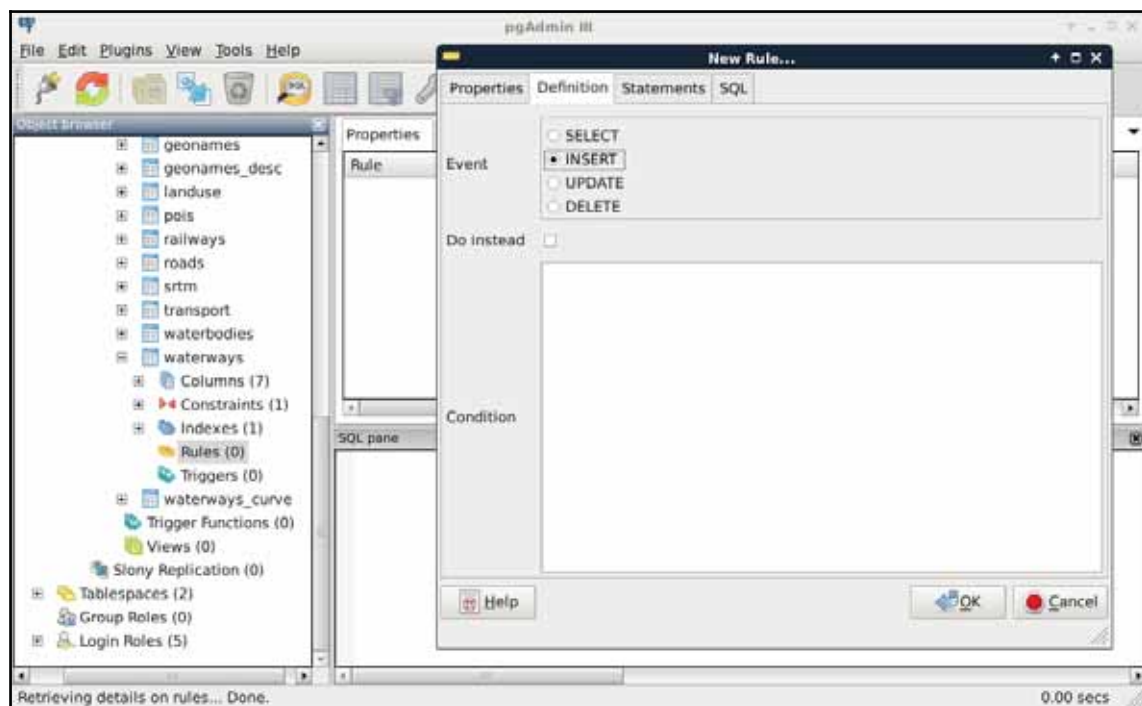 pgAdmin III
File Edit Plugins View Tools Help
SQL
Object browser
geonames
geonames_desc
landuse
pois
railways
roads
srtm
transport
waterbodies
waterways
Columns (7)
Constraints (1)
Indexes (1)
Rules (0)
Triggers (0)
waterways_curve
Trigger Functions (0)
Views (0)
Slony Replication (0)
Tablespaces (2)
Group Roles (0)
Login Roles (5)
Properties
Rule
SQL pane
New Rule...
Properties Definition Statements SQL
Event
SELECT
INSERT
UPDATE
DELETE
Do instead
Condition
Help
OK
Cancel
Retrieving details on rules... Done.
0.00 secs